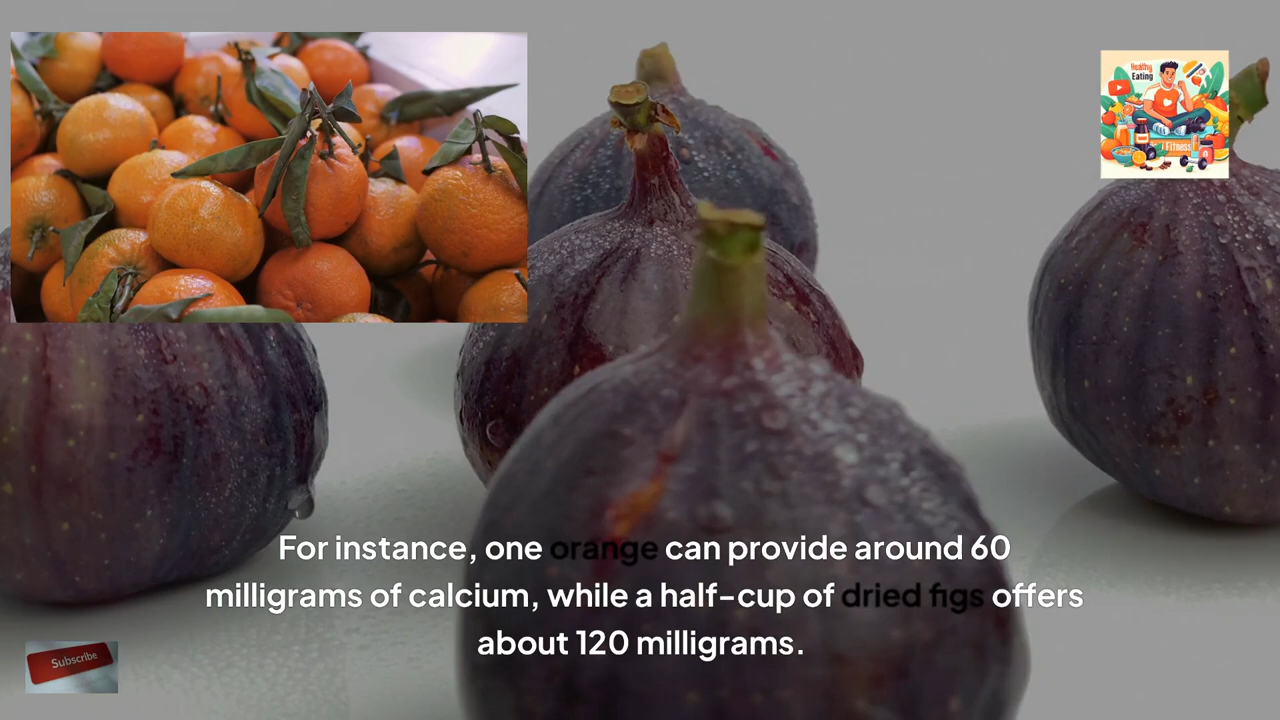 Healthy
Eating
Fitness
For instance, one orange can provide around 60
milligrams of calcium, while a half-cup of dried figs offers
about 120 milligrams.
Subscribe